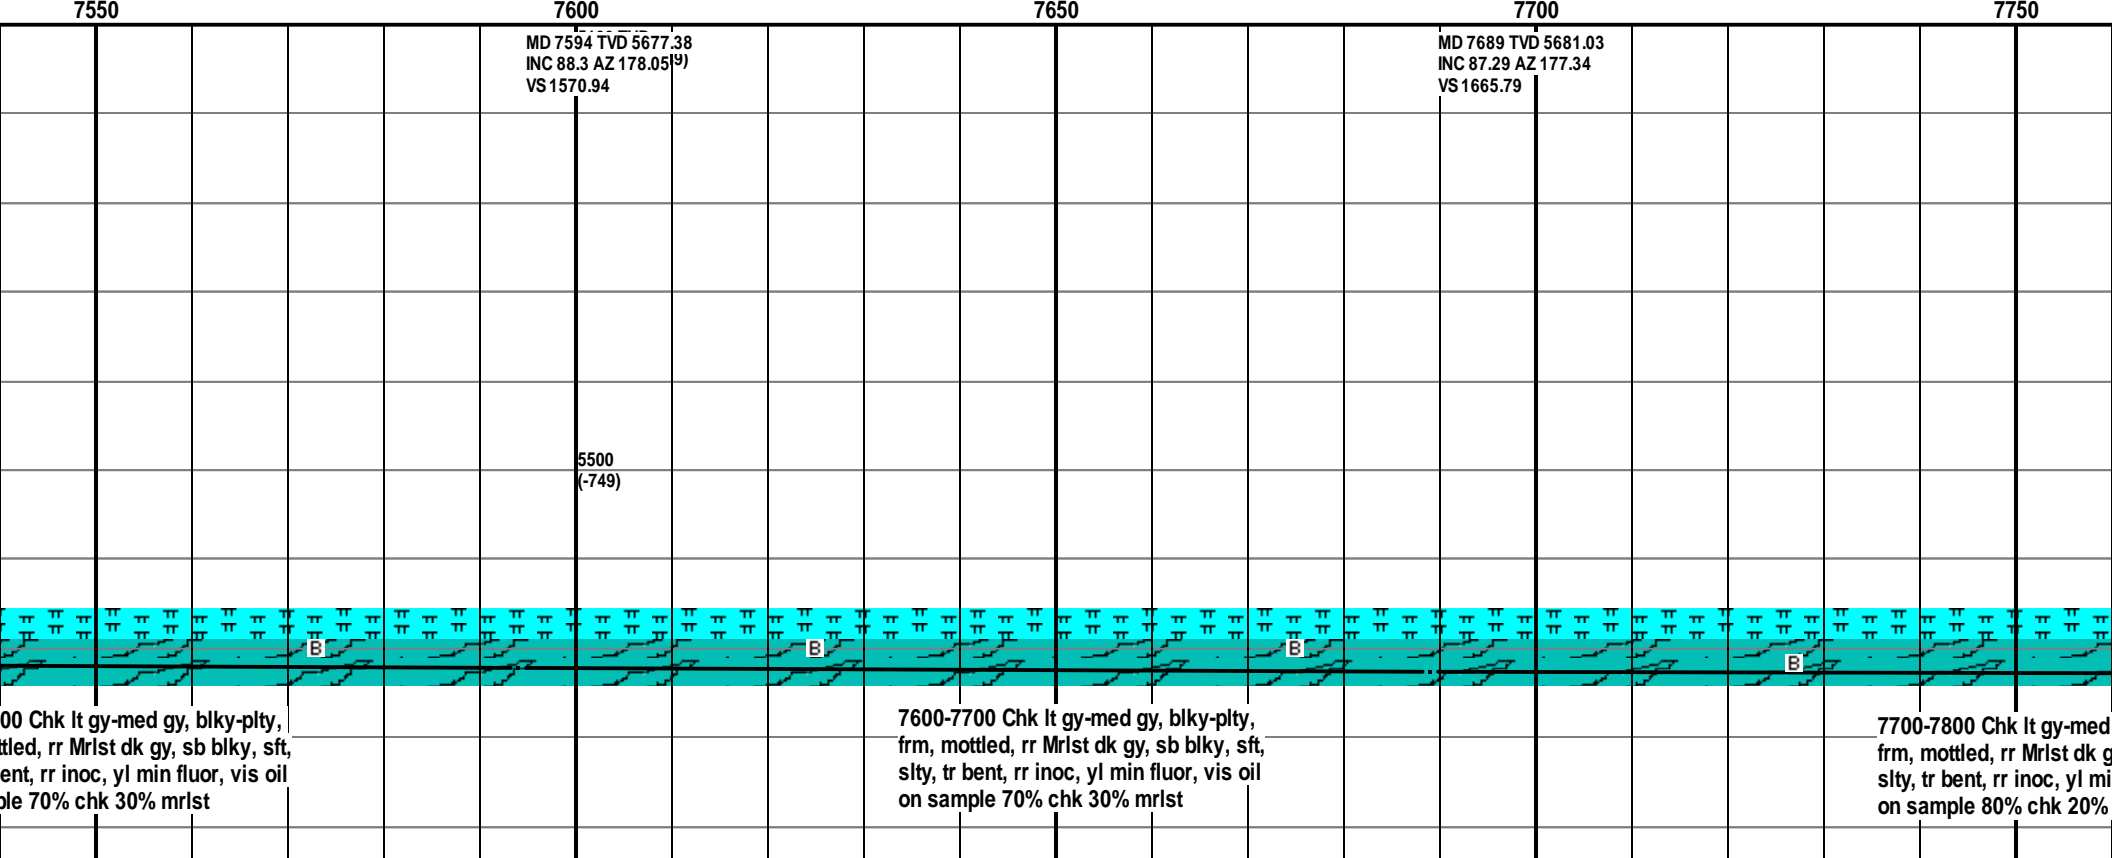 7550 7600 7650 7700 7750
MD 7594 TVD 5677.38
INC 88.3 AZ 178.05
VS 1570.94
MD 7689 TVD 5681.03
INC 87.29 AZ 177.34
VS 1665.79
5500
(-749)
B B B B
00 Chk lt gy-med gy, blky-plty,
ttled, rr Mrlst dk gy, sb blky, sft,
ent, rr inoc, yl min fluor, vis oil
ple 70% chk 30% mrlst
7600-7700 Chk lt gy-med gy, blky-plty,
frm, mottled, rr Mrlst dk gy, sb blky, sft,
slty, tr bent, rr inoc, yl min fluor, vis oil
on sample 70% chk 30% mrlst
7700-7800 Chk lt gy-med
frm, mottled, rr Mrlst dk g
slty, tr bent, rr inoc, yl mi
on sample 80% chk 20%